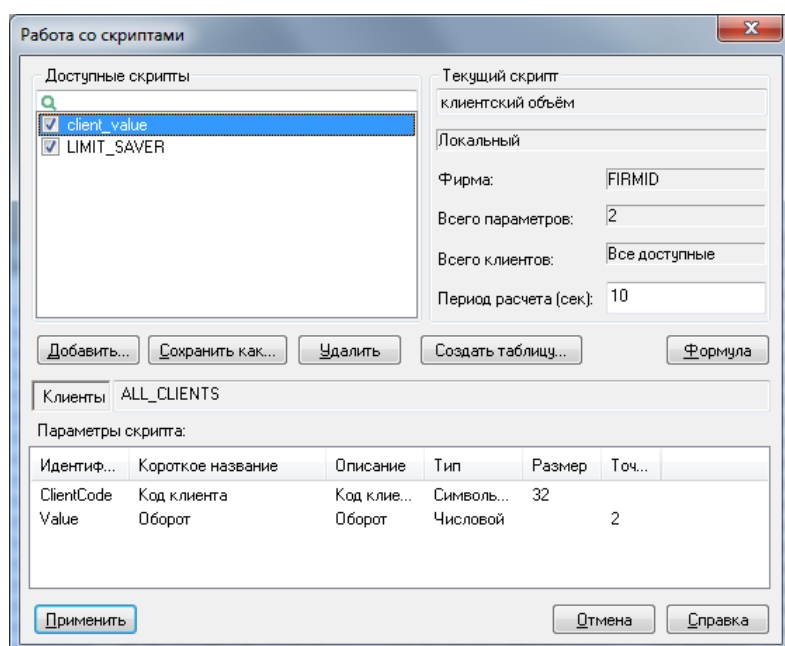 Работа со скриптами
Доступные скрипты
client_value
LIMIT_SAVER
Текущий скрипт
клиентский объём
Локальный
Фирма: FIRMID
Всего параметров: 2
Всего клиентов: Все доступные
Период расчета (сек): 10
Добавить... Сохранить как... Удалить Создать таблицу... Формула
Клиенты ALL_CLIENTS
Параметры скрипта:
Идентиф... Короткое название Описание Тип Размер Точ...
ClientCode Код клиента Код клие... Символь... 32
Value Оборот Оборот Числовой 2
Применить Отмена Справка